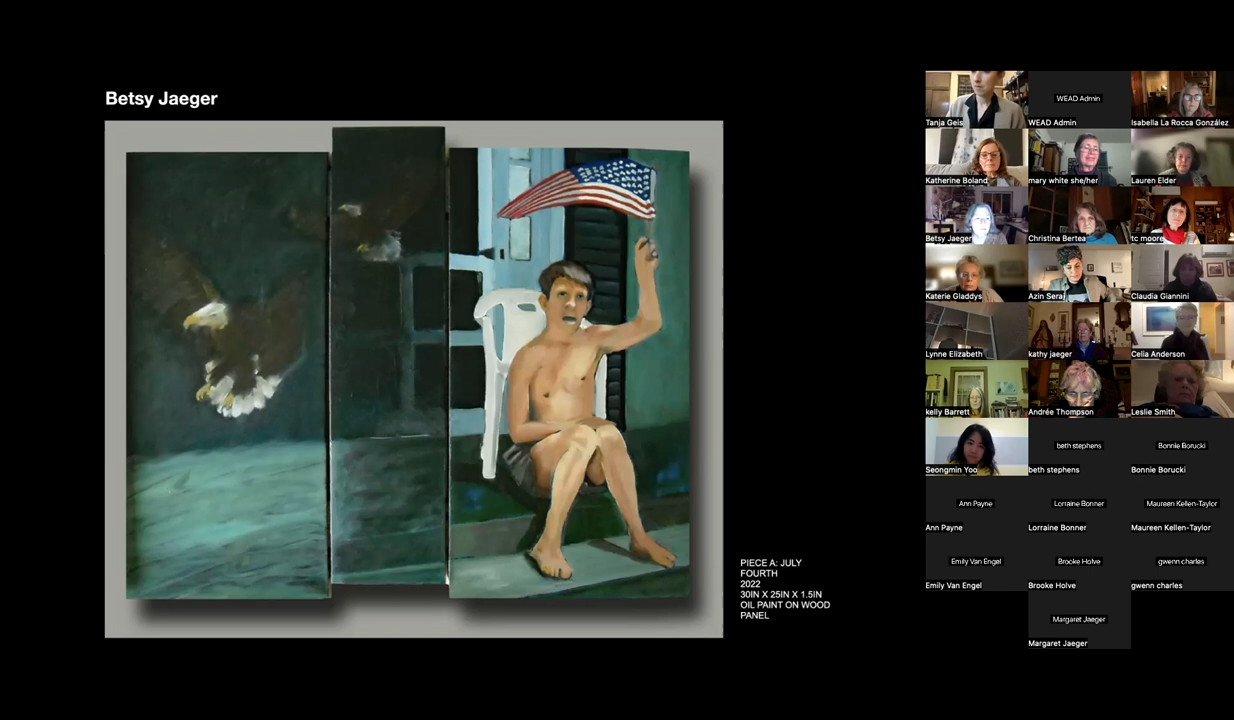 Betsy Jaeger
PIECE A: JULY
FOURTH
2022
30IN X 25IN X 1.5IN
OIL PAINT ON WOOD
PANEL
Tanja Geis
WEAD Admin
WEAD Admin
Isabella La Rocca González
Katherine Boland
mary white she/her
Lauren Elder
Betsy Jaeger
Christina Bertea
tc moore
Katerie Gladdys
Azin Seraj
Claudia Giannini
Lynne Elizabeth
kathy jaeger
Celia Anderson
kelly Barrett
Andrée Thompson
Leslie Smith
Seongmin Yoo
beth stephens
beth stephens
Bonnie Borucki
Bonnie Borucki
Ann Payne
Ann Payne
Lorraine Bonner
Lorraine Bonner
Maureen Kellen-Taylor
Maureen Kellen-Taylor
Emily Van Engel
Emily Van Engel
Brooke Holve
Brooke Holve
gwenn charles
gwenn charles
Margaret Jaeger
Margaret Jaeger